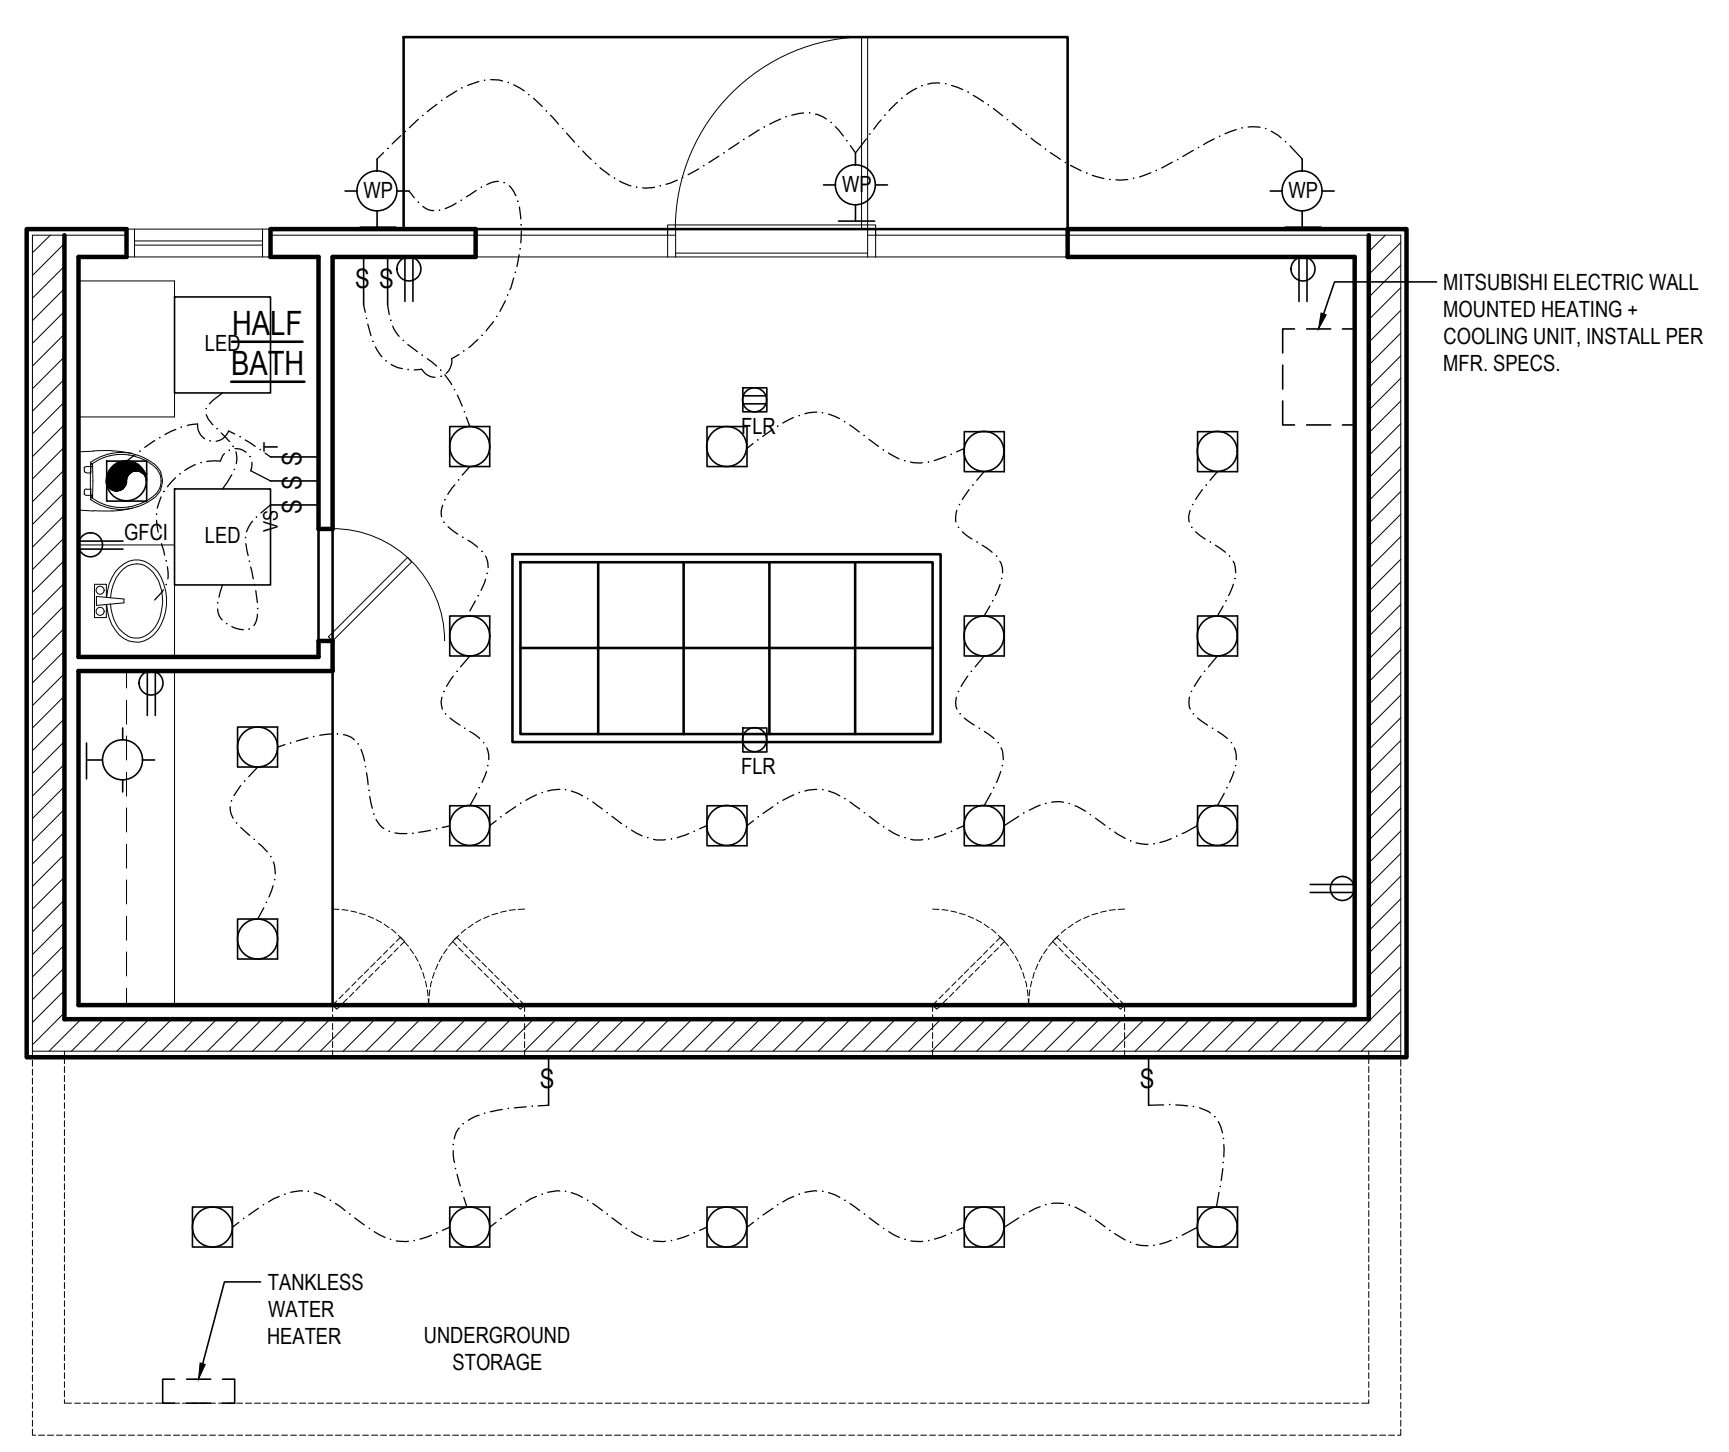 WP
WP
WP
S
S
MITSUBISHI ELECTRIC WALL
MOUNTED HEATING +
COOLING UNIT, INSTALL PER
MFR. SPECS.
HALF
BATH
LED
FLR
T
S
S
S
VS
GFCI
LED
FLR
S
S
TANKLESS
WATER
HEATER
UNDERGROUND
STORAGE